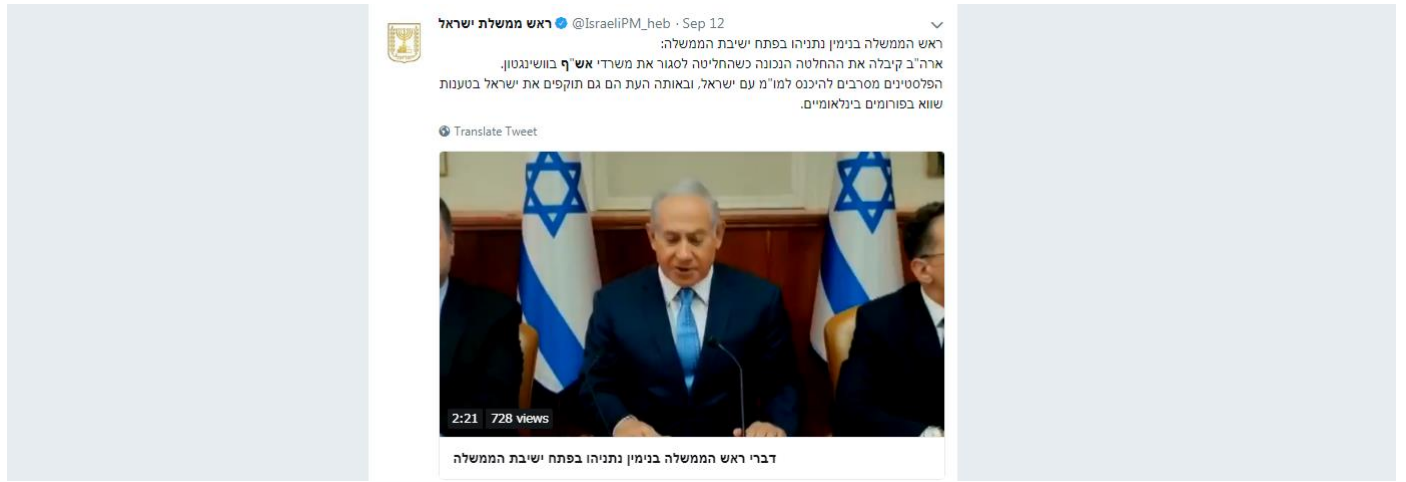 ראש ממשלת ישראל @IsraeliPM_heb · Sep 12
ראש הממשלה בנימין נתניהו בפתח ישיבת הממשלה:
ארה"ב קיבלה את ההחלטה הנכונה כשהחליטה לסגור את משרדי אש"ף בוושינגטון.
הפלסטינים מסרבים להיכנס למו"מ עם ישראל, ובאותה העת הם גם תוקפים את ישראל בטענות
שווא בפורומים בינלאומיים.
Translate Tweet
2:21 728 views
דברי ראש הממשלה בנימין נתניהו בפתח ישיבת הממשלה